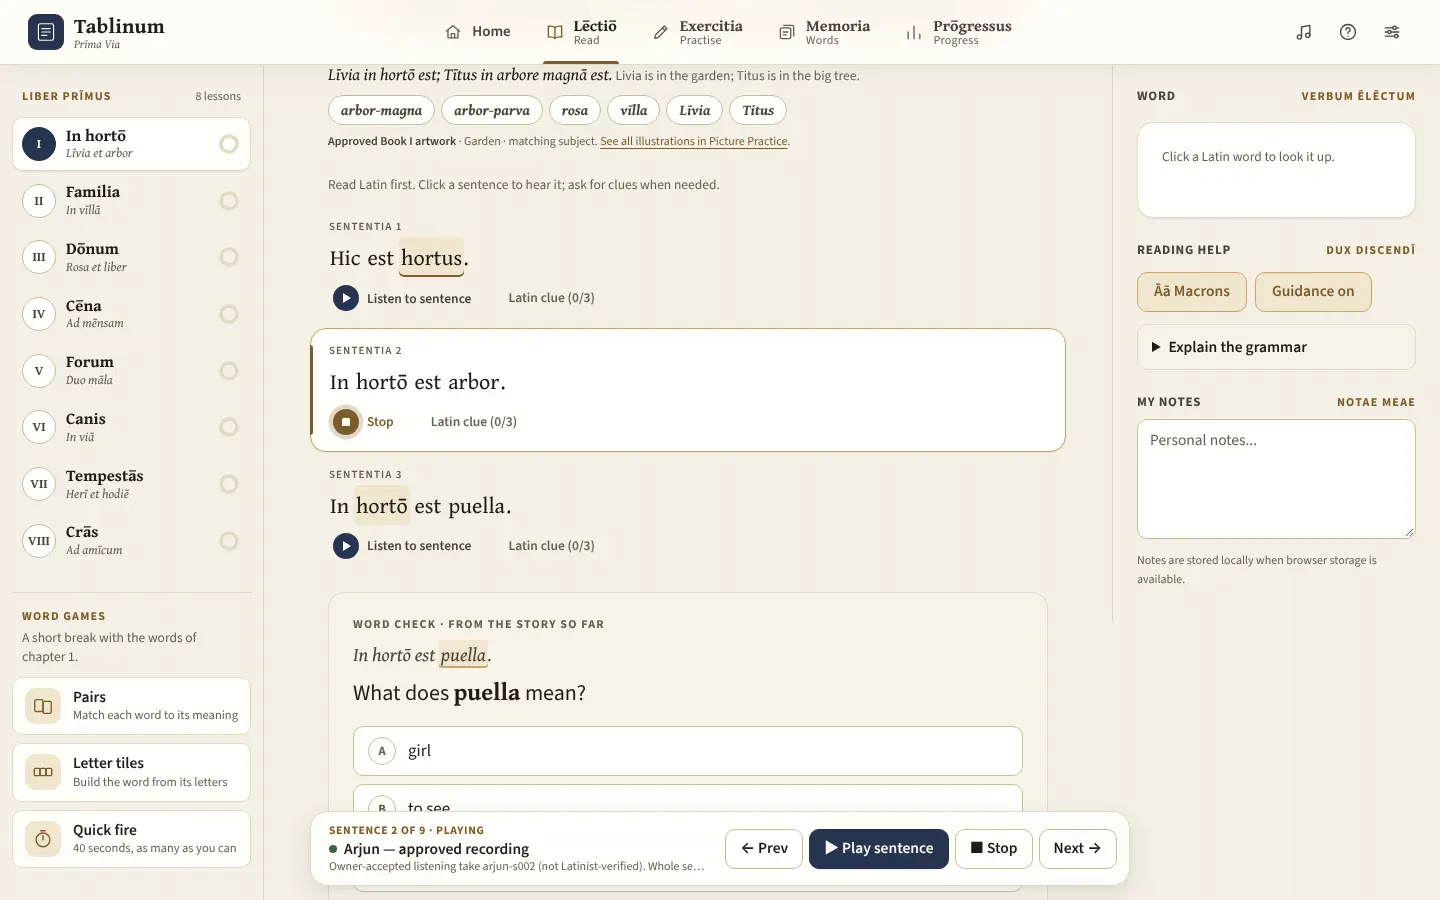 Tablinum
Prīma Via
Home
Lēctiō
Read
Exercitia
Practise
Memoria
Words
Prōgressus
Progress
LIBER PRĪMUS
8 lessons
I
In hortō
Līvia et arbor
II
Familia
In vīllā
III
Dōnum
Rosa et liber
IV
Cēna
Ad mēnsam
V
Forum
Duo māla
VI
Canis
In viā
VII
Tempestās
Herī et hodiē
VIII
Crās
Ad amīcum
WORD GAMES
A short break with the words of
chapter 1.
Pairs
Match each word to its meaning
Letter tiles
Build the word from its letters
Quick fire
40 seconds, as many as you can
Līvia in hortō est; Titus in arbore magnā est. Livia is in the garden; Titus is in the big tree.
arbor-magna arbor-parva rosa vīlla Līvia Titus
Approved Book I artwork · Garden · matching subject. See all illustrations in Picture Practice.
Read Latin first. Click a sentence to hear it; ask for clues when needed.
SENTENTIA 1
Hic est hortus.
Listen to sentence Latin clue (0/3)
SENTENTIA 2
In hortō est arbor.
Stop Latin clue (0/3)
SENTENTIA 3
In hortō est puella.
Listen to sentence Latin clue (0/3)
WORD CHECK · FROM THE STORY SO FAR
In hortō est puella.
What does puella mean?
A girl
B to see
SENTENCE 2 OF 9 · PLAYING
Arjun — approved recording
Owner-accepted listening take arjun-s002 (not Latinist-verified). Whole se…
← Prev ▶ Play sentence ■ Stop Next →
WORD VERBUM ĒLĒCTUM
Click a Latin word to look it up.
READING HELP DUX DISCENDĪ
Āā Macrons Guidance on
▶ Explain the grammar
MY NOTES NOTAE MEAE
Personal notes...
Notes are stored locally when browser storage is
available.